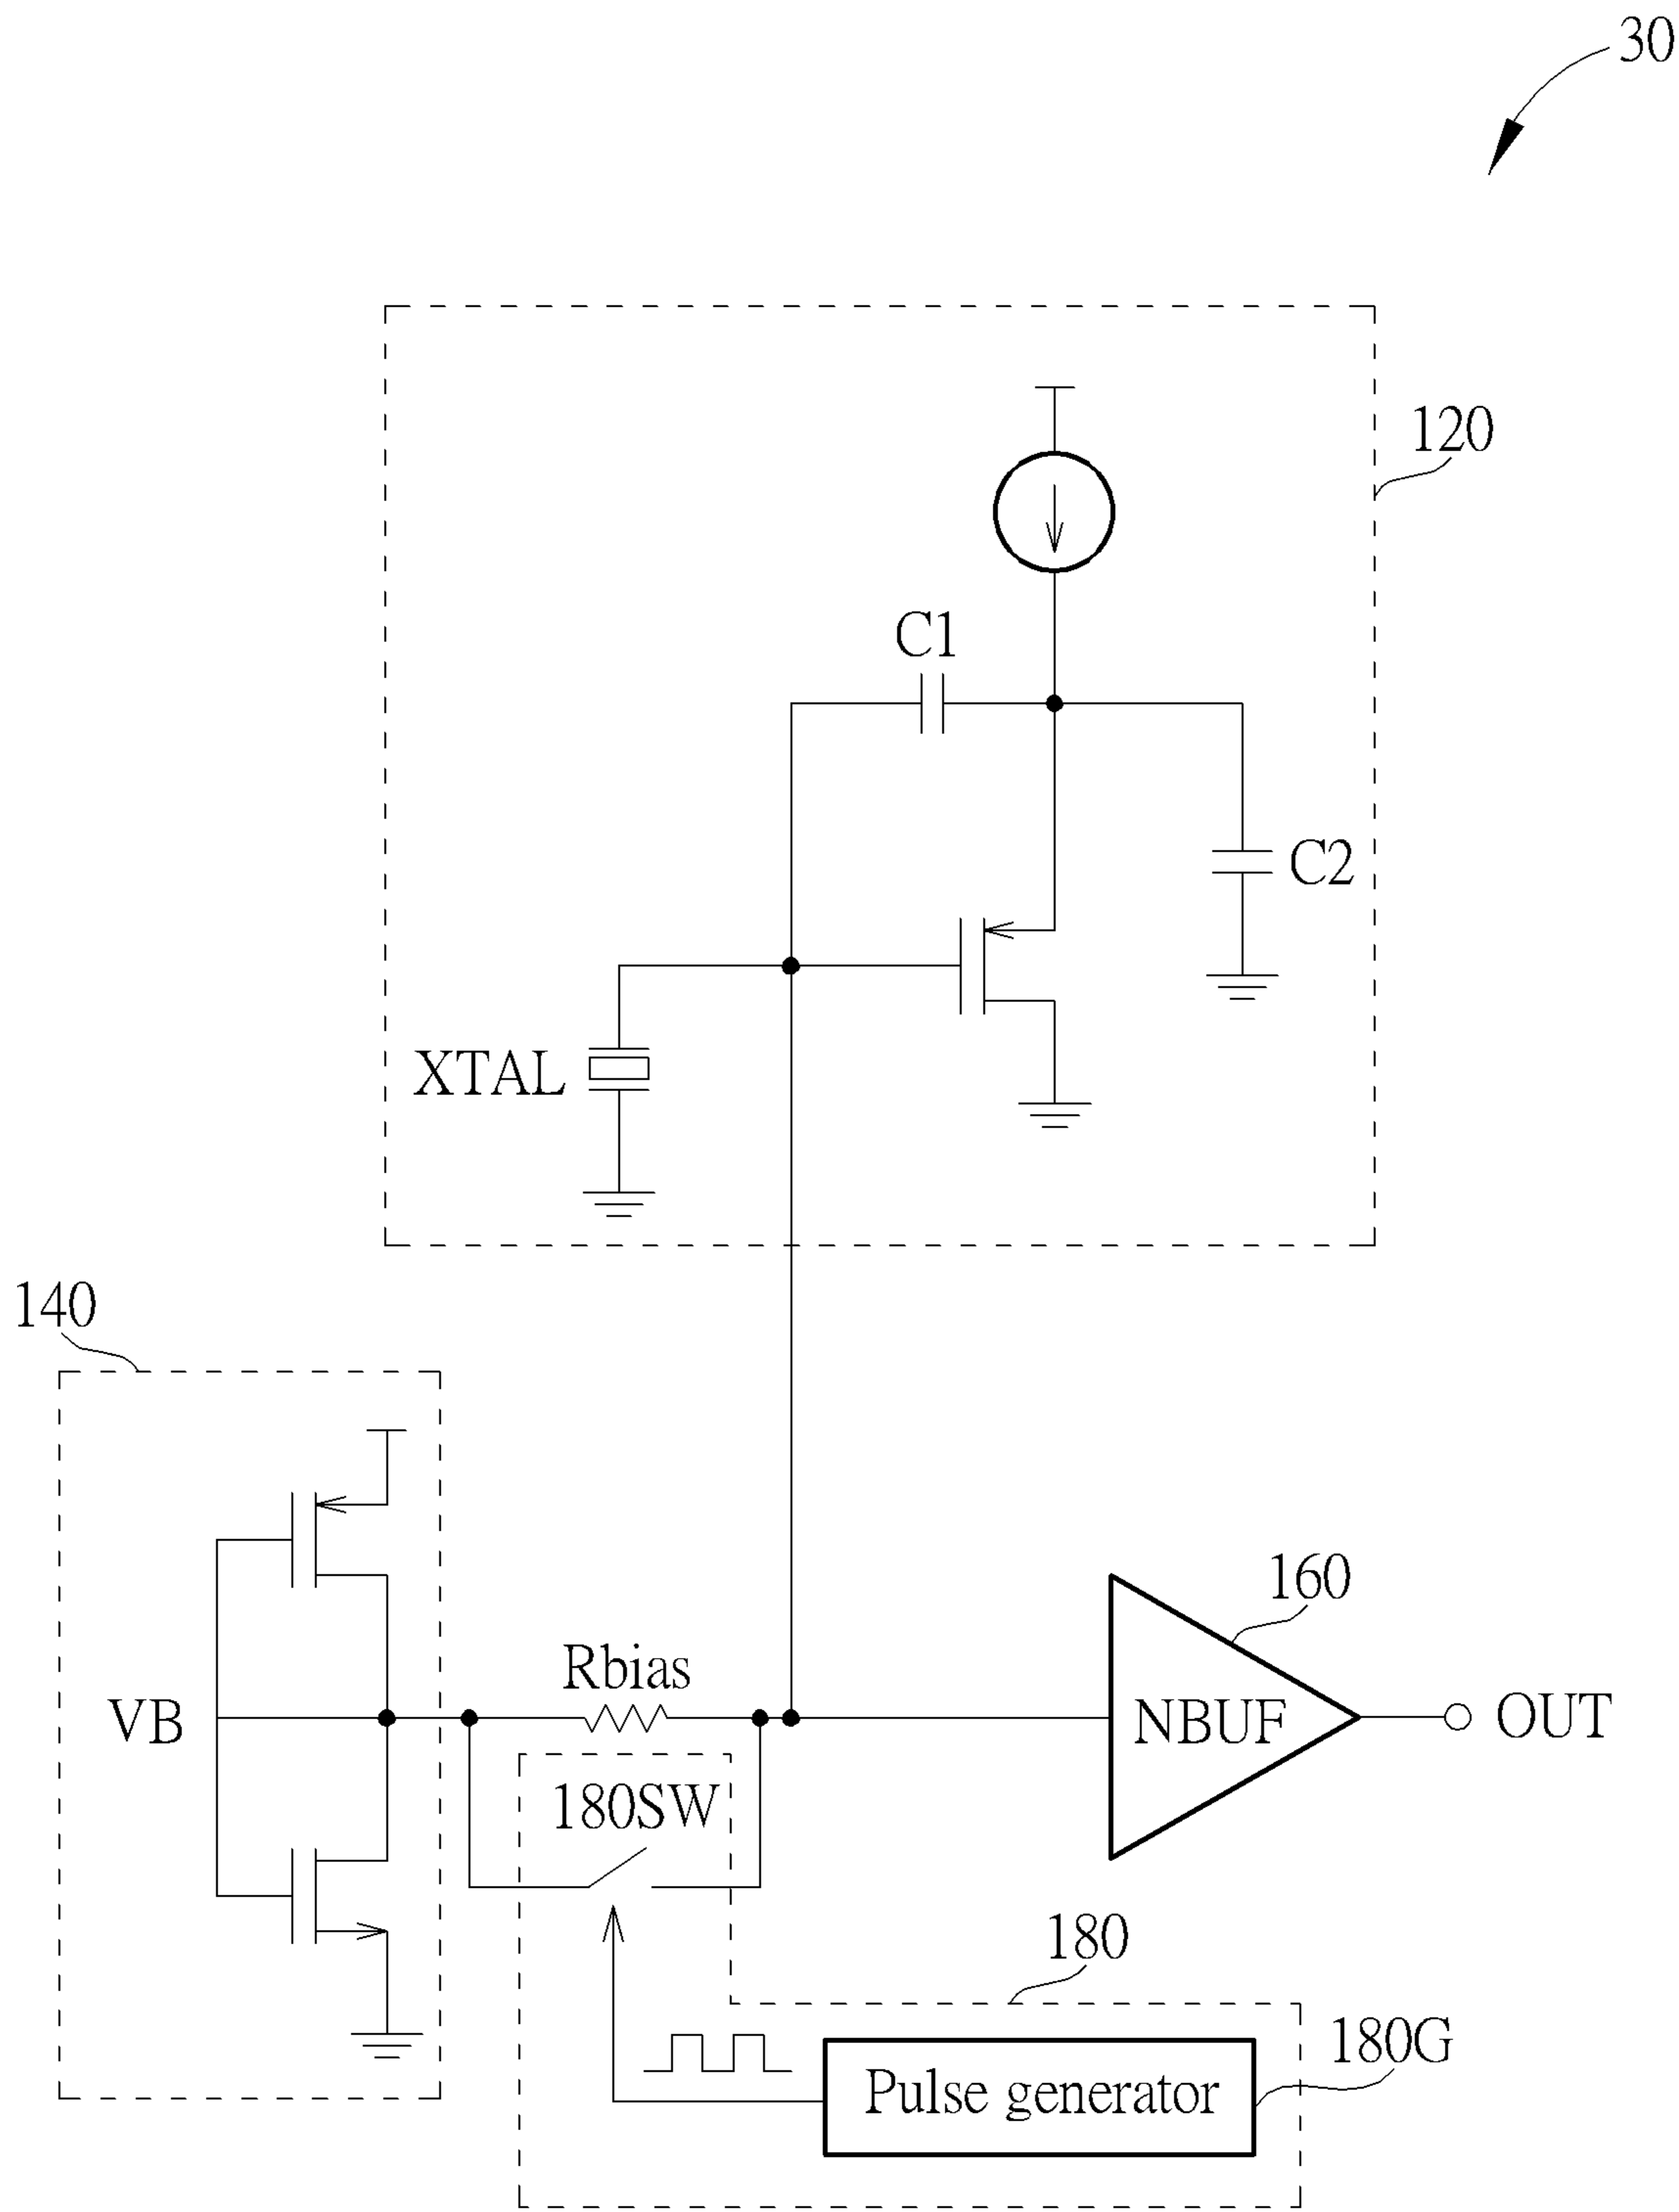 30
120
C1
C2
XTAL
140
160
Rbias
VB
NBUF
OUT
180SW
180
180G
Pulse generator